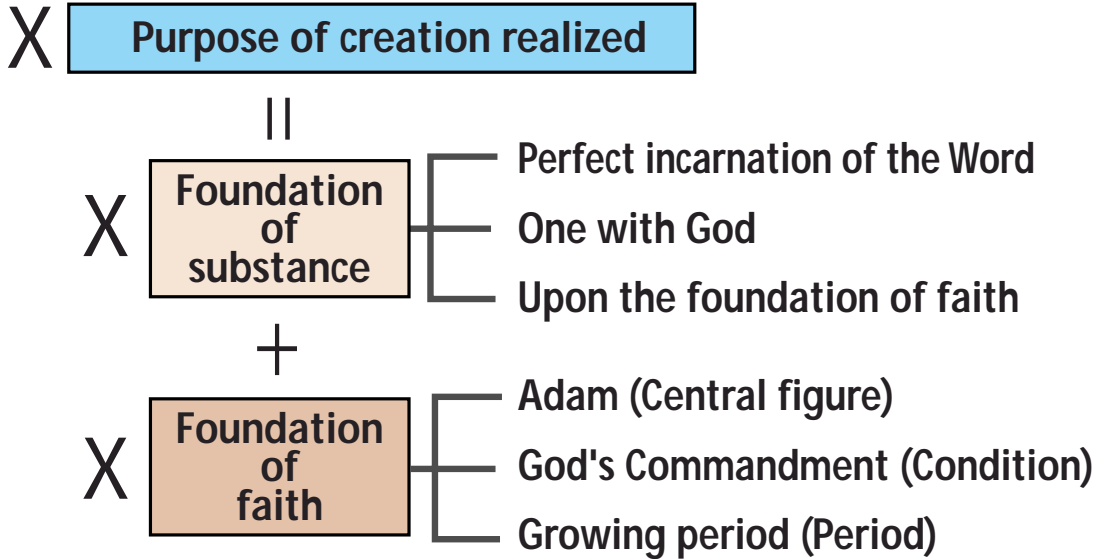 X Purpose of creation realized
=
X Foundation
of
substance
Perfect incarnation of the Word
One with God
Upon the foundation of faith
+
X Foundation
of
faith
Adam (Central figure)
God's Commandment (Condition)
Growing period (Period)